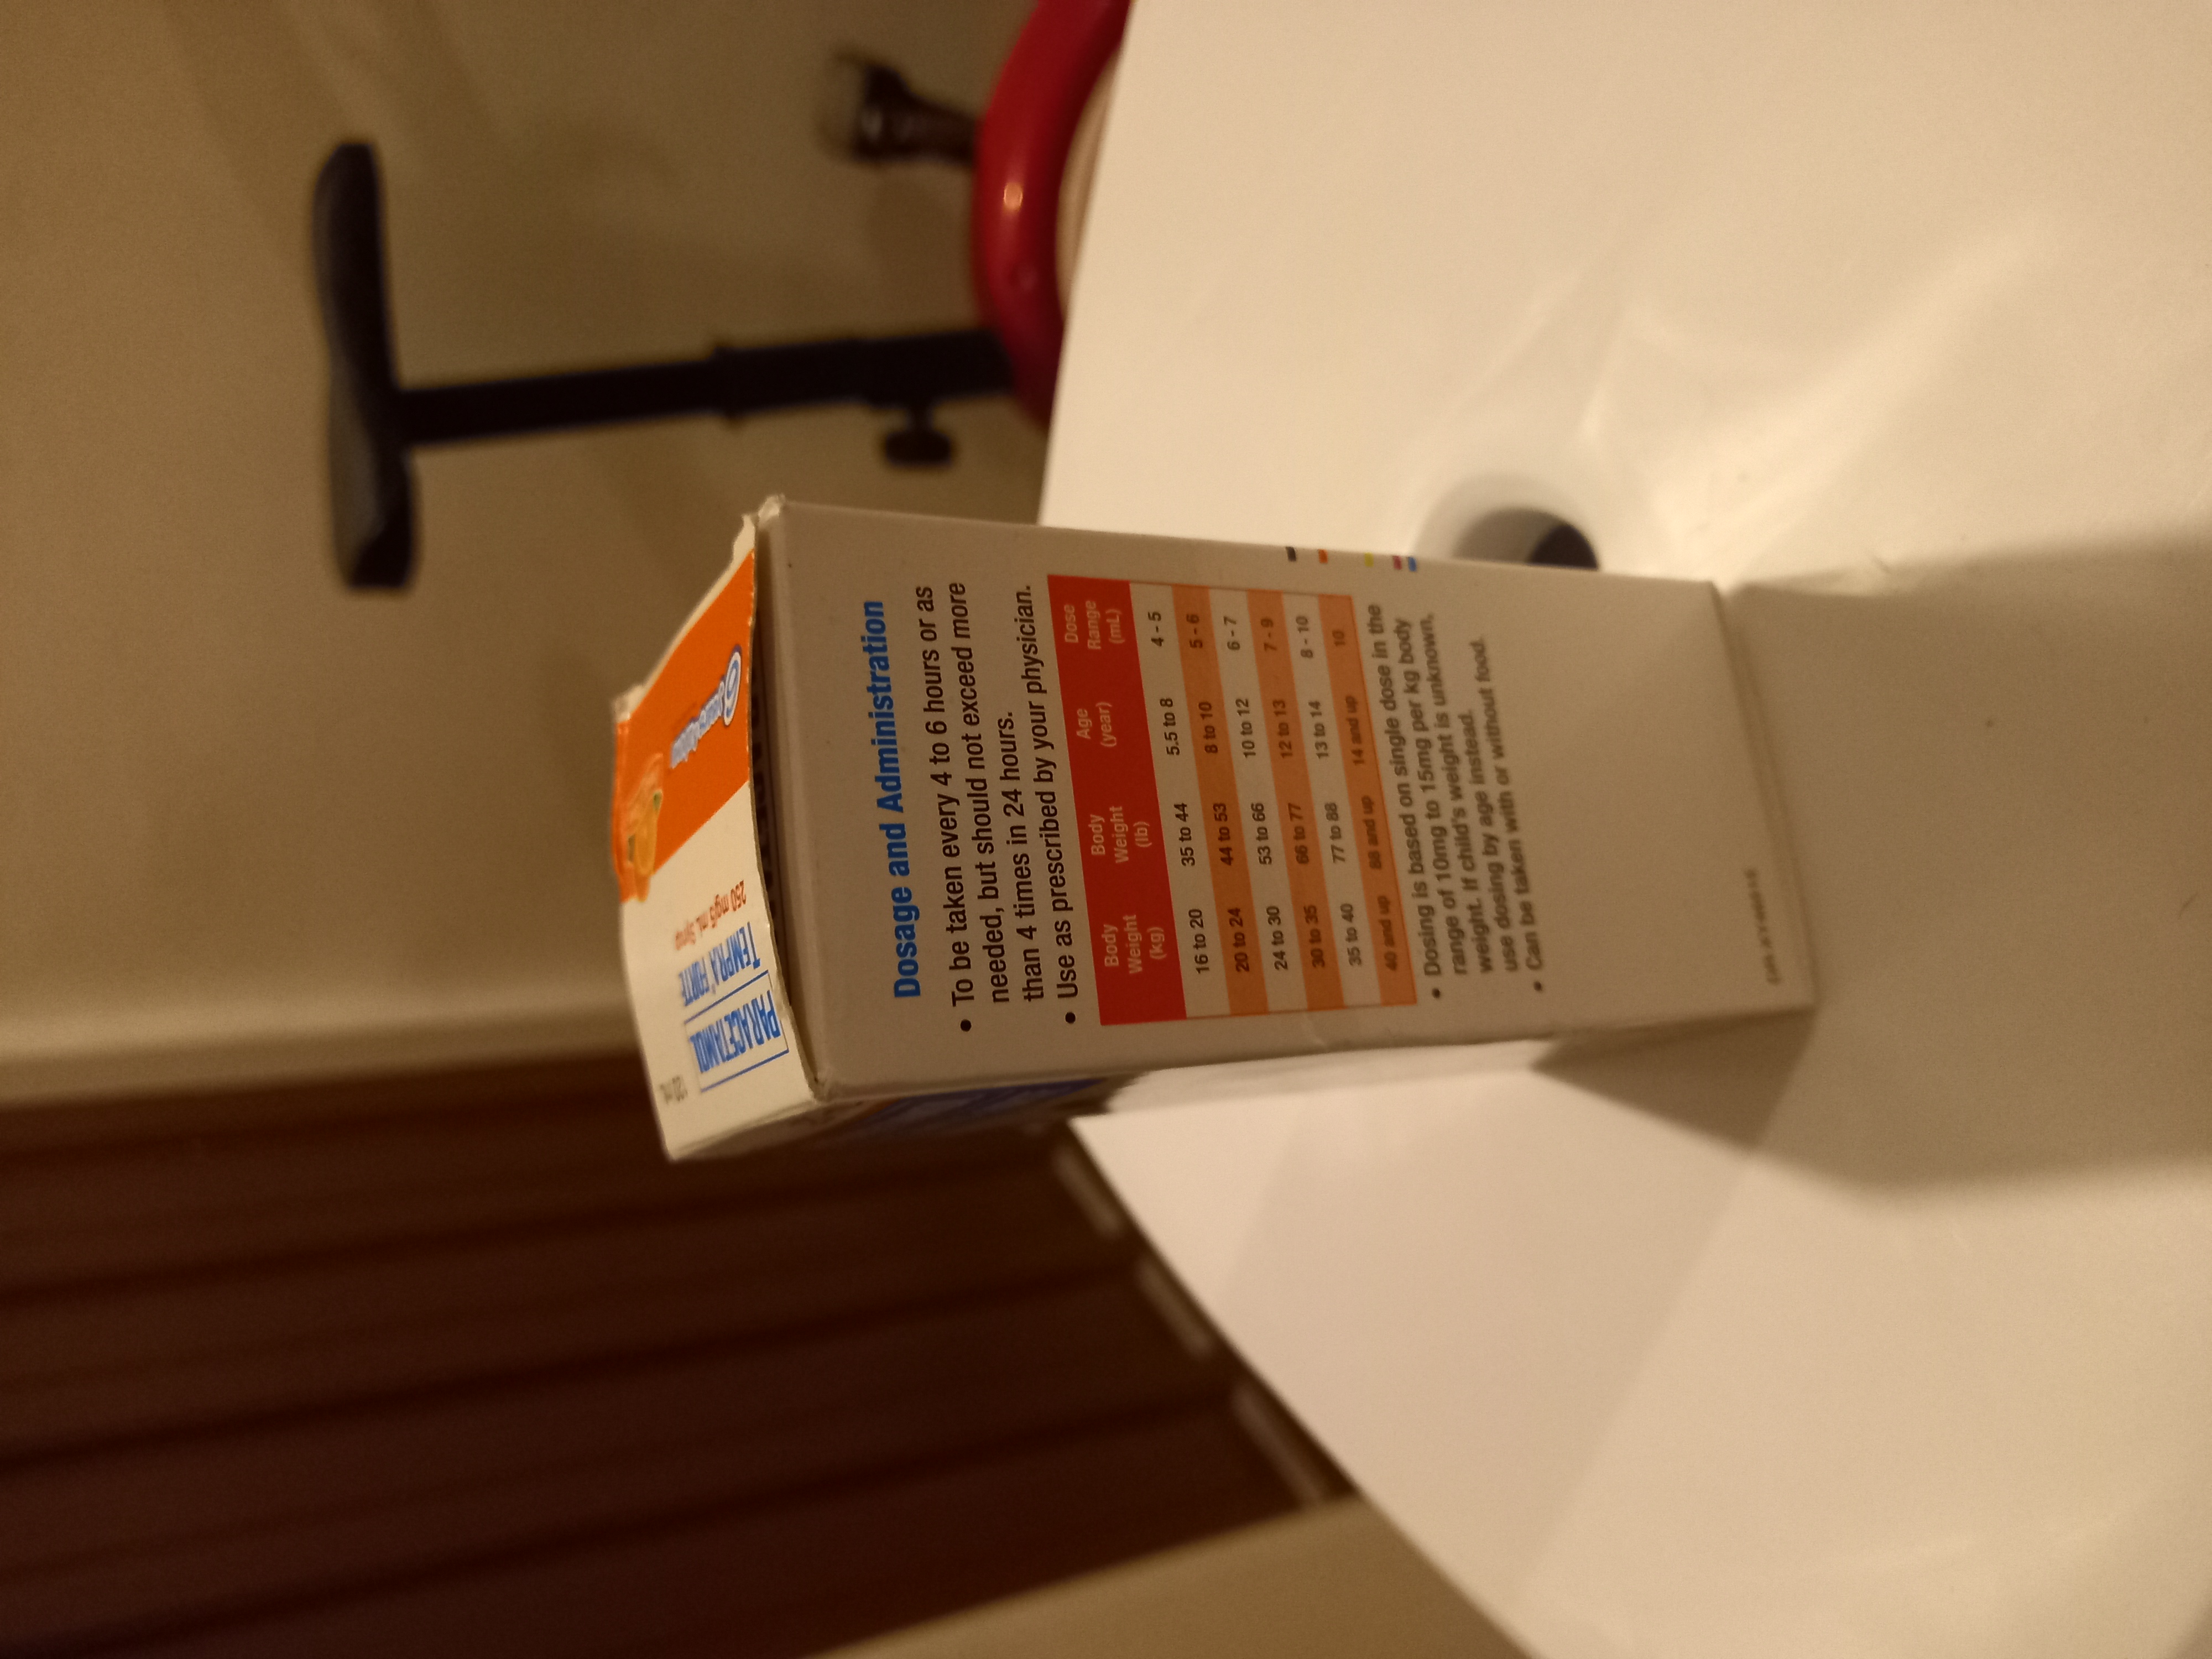 120 mL
PARACETAMOL
TEMPRA FORTE
250 mg/5 mL Syrup
Dosage and Administration
• To be taken every 4 to 6 hours or as
needed, but should not exceed more
than 4 times in 24 hours.
• Use as prescribed by your physician.
Body Weight (kg) Body Weight (lb) Age (year) Dose Range (mL)
16 to 20 35 to 44 5.5 to 8 4 - 5
20 to 24 44 to 53 8 to 10 5 - 6
24 to 30 53 to 66 10 to 12 6 - 7
30 to 35 66 to 77 12 to 13 7 - 9
35 to 40 77 to 88 13 to 14 8 - 10
40 and up 88 and up 14 and up 10
• Dosing is based on single dose in the
range of 10mg to 15mg per kg body
weight. If child's weight is unknown,
use dosing by age instead.
• Can be taken with or without food.